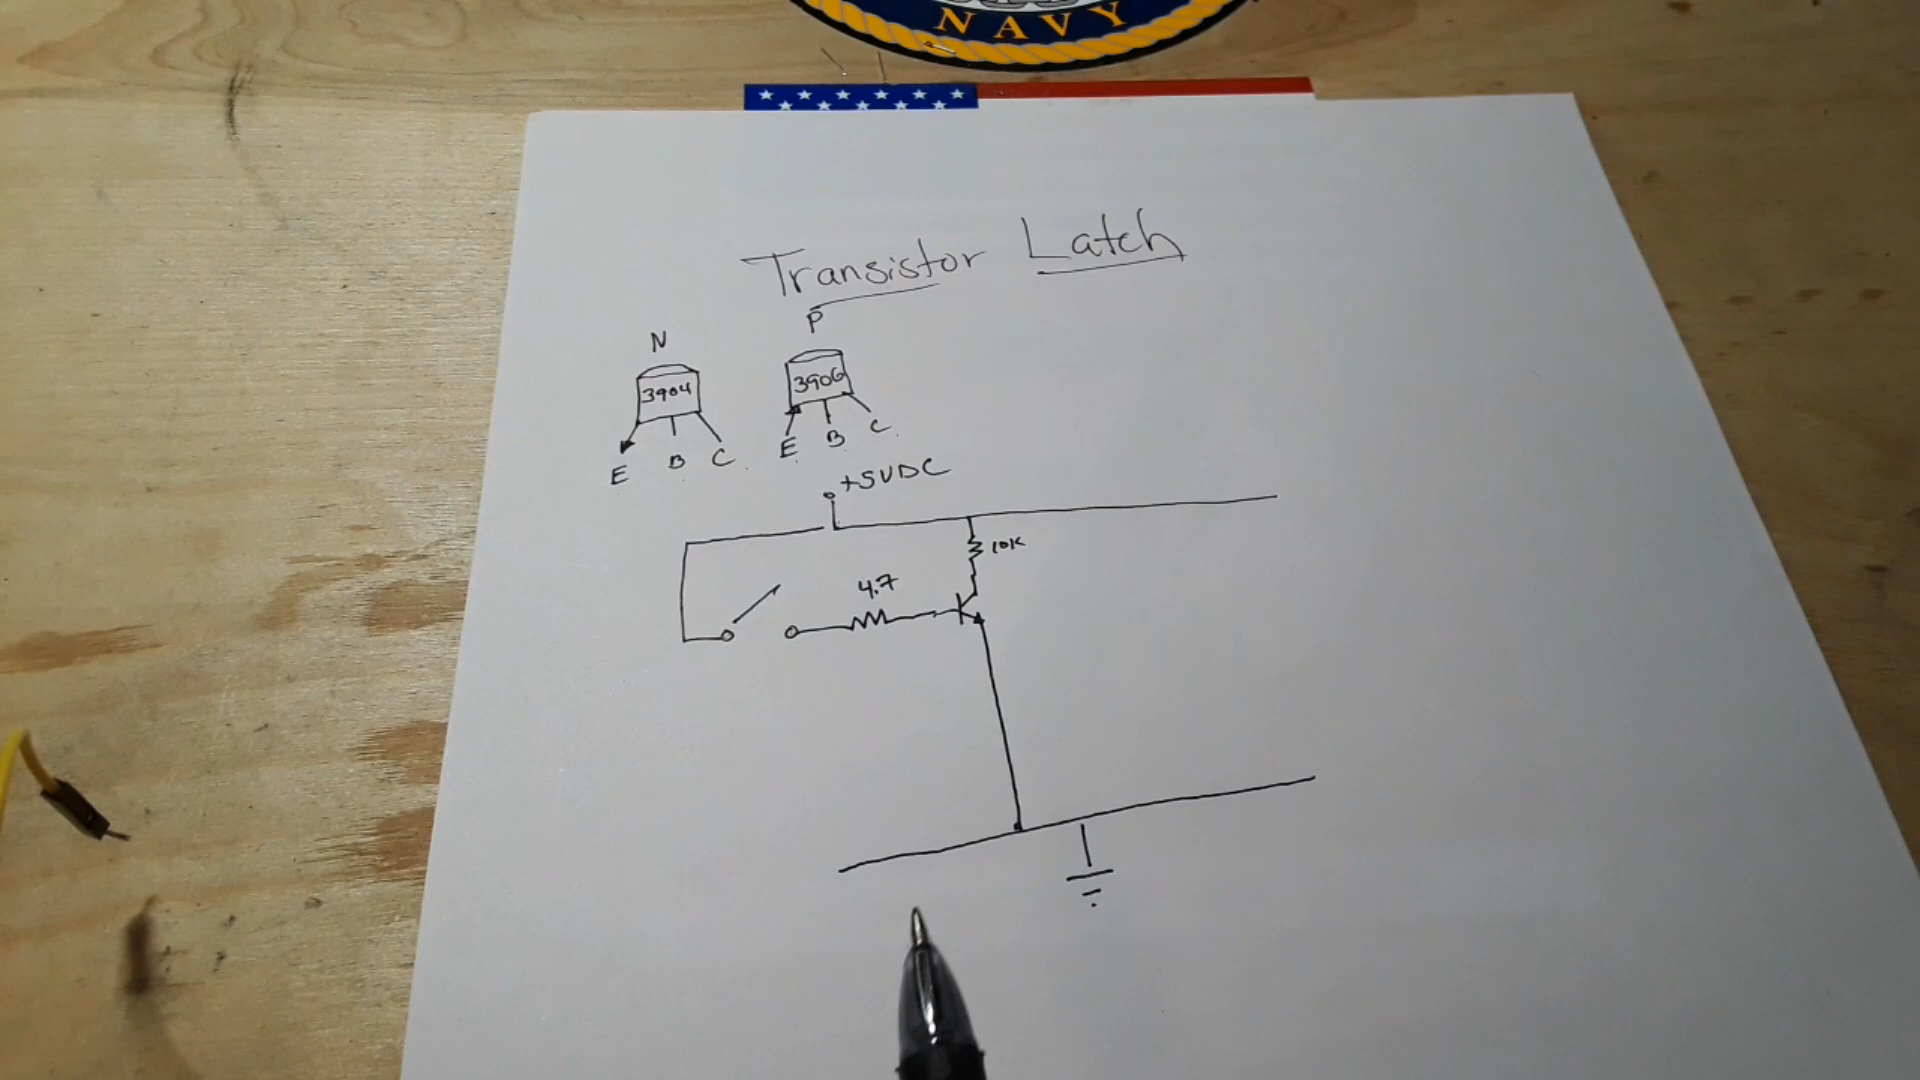 NAVY
Transistor Latch
N P
3904 3906
E B C E B C
+5VDC
10K
4.7